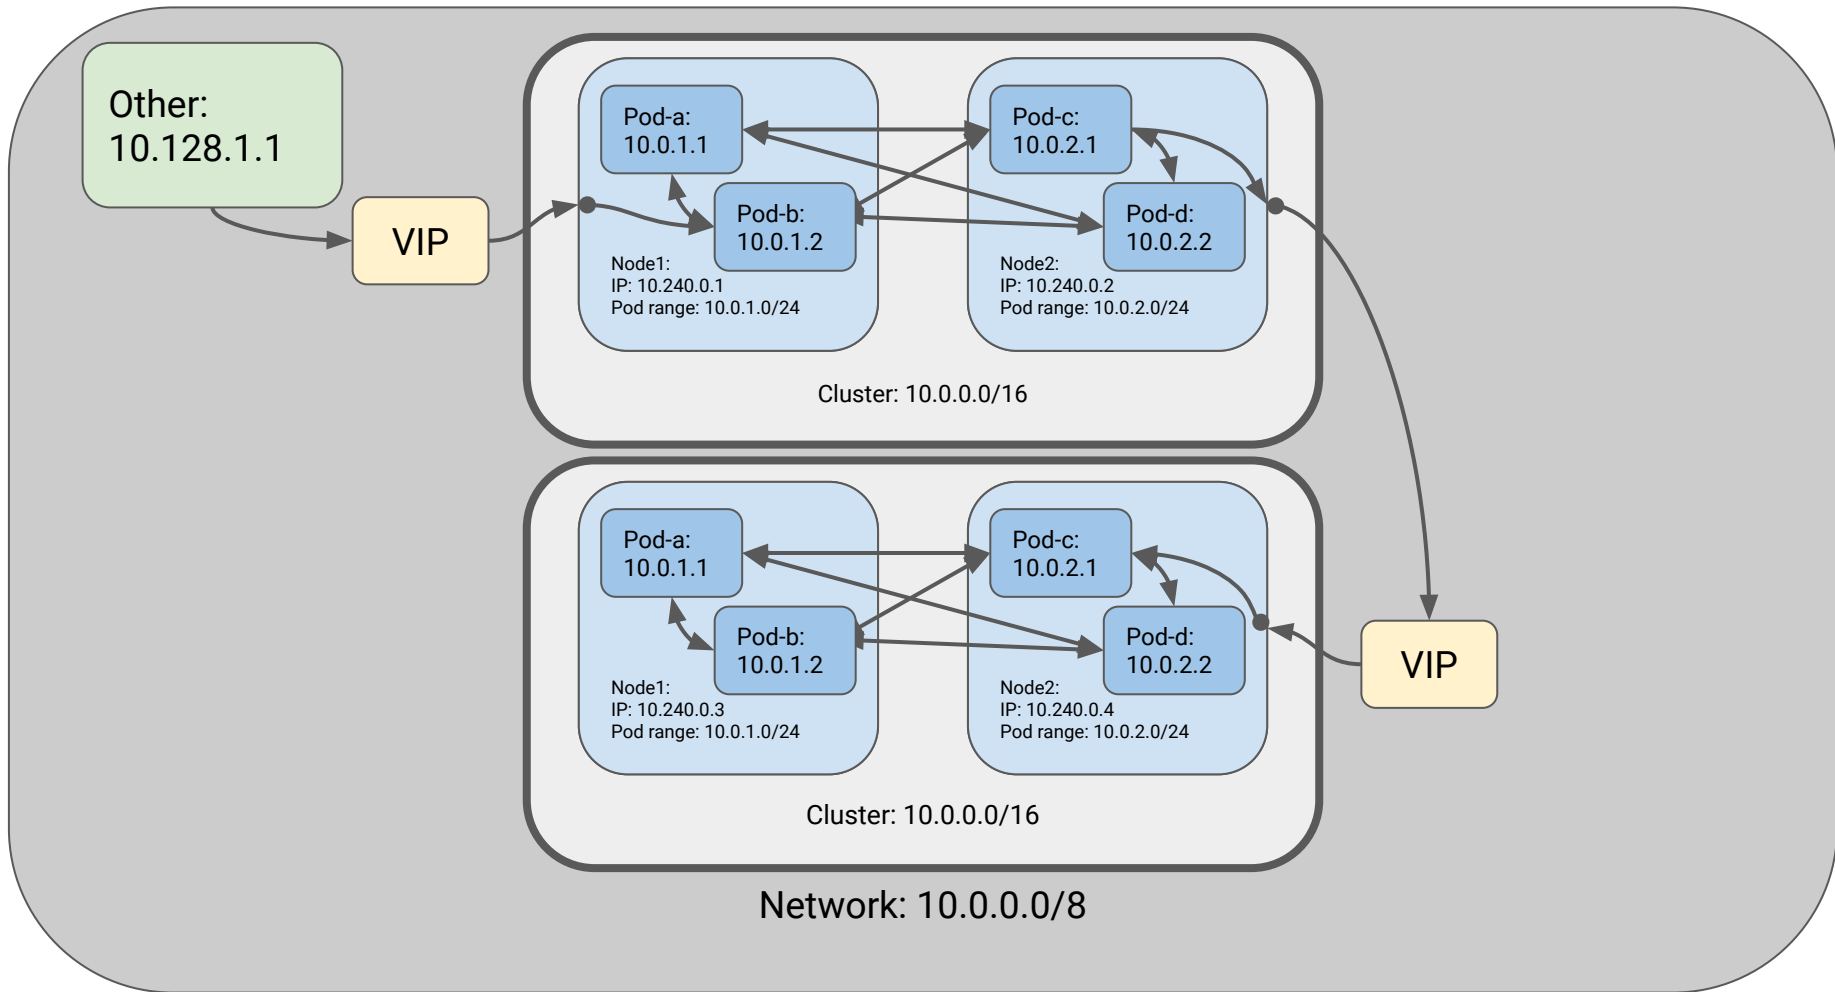 Other:
10.128.1.1
VIP
Pod-a:
10.0.1.1
Pod-b:
10.0.1.2
Node1:
IP: 10.240.0.1
Pod range: 10.0.1.0/24
Pod-c:
10.0.2.1
Pod-d:
10.0.2.2
Node2:
IP: 10.240.0.2
Pod range: 10.0.2.0/24
Cluster: 10.0.0.0/16
Pod-a:
10.0.1.1
Pod-b:
10.0.1.2
Node1:
IP: 10.240.0.3
Pod range: 10.0.1.0/24
Pod-c:
10.0.2.1
Pod-d:
10.0.2.2
Node2:
IP: 10.240.0.4
Pod range: 10.0.2.0/24
VIP
Cluster: 10.0.0.0/16
Network: 10.0.0.0/8